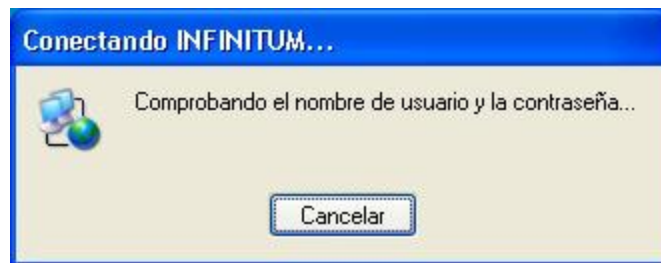 Conectando INFINITUM...
Comprobando el nombre de usuario y la contraseña...
Cancelar